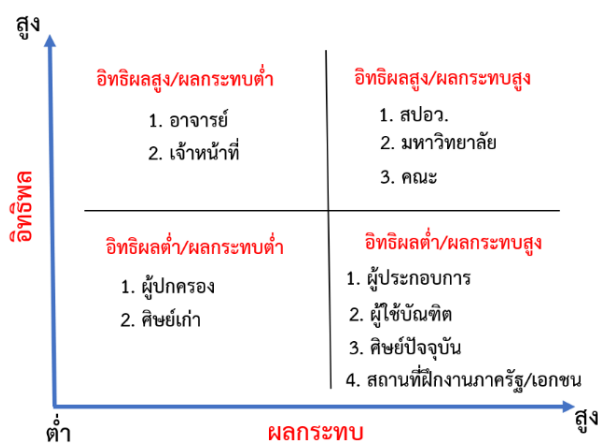 สูง
อิทธิผลสูง/ผลกระทบต่ำ
1. อาจารย์
2. เจ้าหน้าที่
อิทธิผลสูง/ผลกระทบสูง
1. สปอว.
2. มหาวิทยาลัย
3. คณะ
อิทธิพล
อิทธิผลต่ำ/ผลกระทบต่ำ
1. ผู้ปกครอง
2. ศิษย์เก่า
อิทธิผลต่ำ/ผลกระทบสูง
1. ผู้ประกอบการ
2. ผู้ใช้บัณฑิต
3. ศิษย์ปัจจุบัน
4. สถานที่ฝึกงานภาครัฐ/เอกชน
ต่ำ
ผลกระทบ
สูง